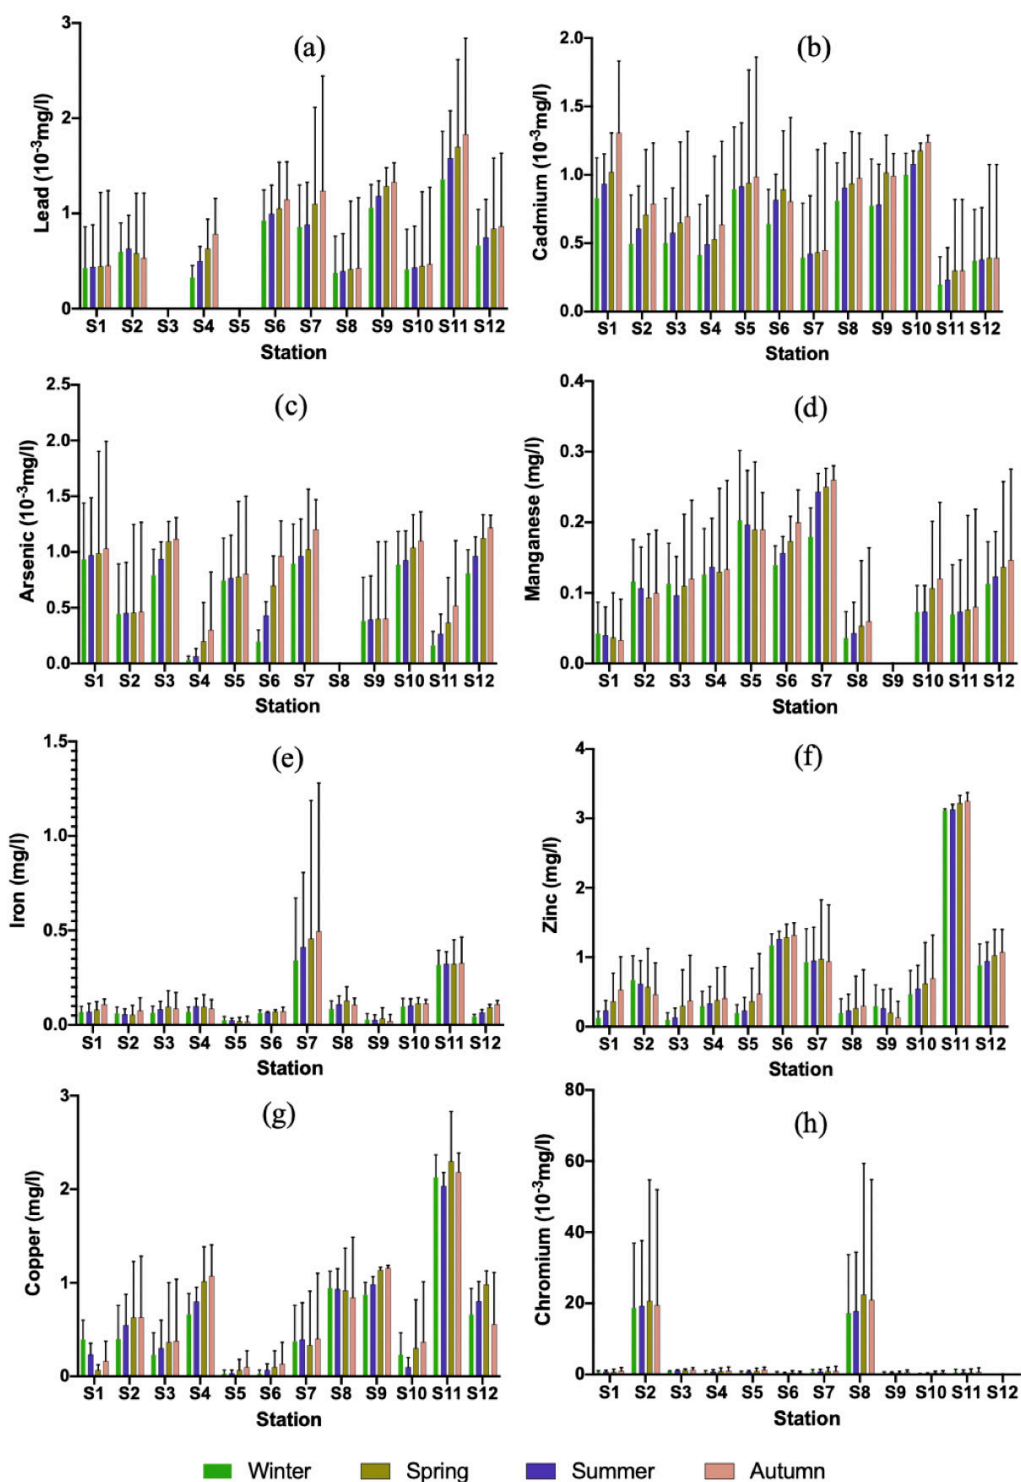 (a)
Lead (10-3mg/l)
3
2
1
0
S1 S2 S3 S4 S5 S6 S7 S8 S9 S10 S11 S12
Station
(b)
Cadmium (10-3mg/l)
2.0
1.5
1.0
0.5
0.0
S1 S2 S3 S4 S5 S6 S7 S8 S9 S10 S11 S12
Station
(c)
Arsenic (10-3mg/l)
2.5
2.0
1.5
1.0
0.5
0.0
S1 S2 S3 S4 S5 S6 S7 S8 S9 S10 S11 S12
Station
(d)
Manganese (mg/l)
0.4
0.3
0.2
0.1
0.0
S1 S2 S3 S4 S5 S6 S7 S8 S9 S10 S11 S12
Station
(e)
Iron (mg/l)
1.5
1.0
0.5
0.0
S1 S2 S3 S4 S5 S6 S7 S8 S9 S10 S11 S12
Station
(f)
Zinc (mg/l)
4
3
2
1
0
S1 S2 S3 S4 S5 S6 S7 S8 S9 S10 S11 S12
Station
(g)
Copper (mg/l)
3
2
1
0
S1 S2 S3 S4 S5 S6 S7 S8 S9 S10 S11 S12
Station
(h)
Chromium (10-3mg/l)
80
60
40
20
0
S1 S2 S3 S4 S5 S6 S7 S8 S9 S10 S11 S12
Station
Winter Spring Summer Autumn